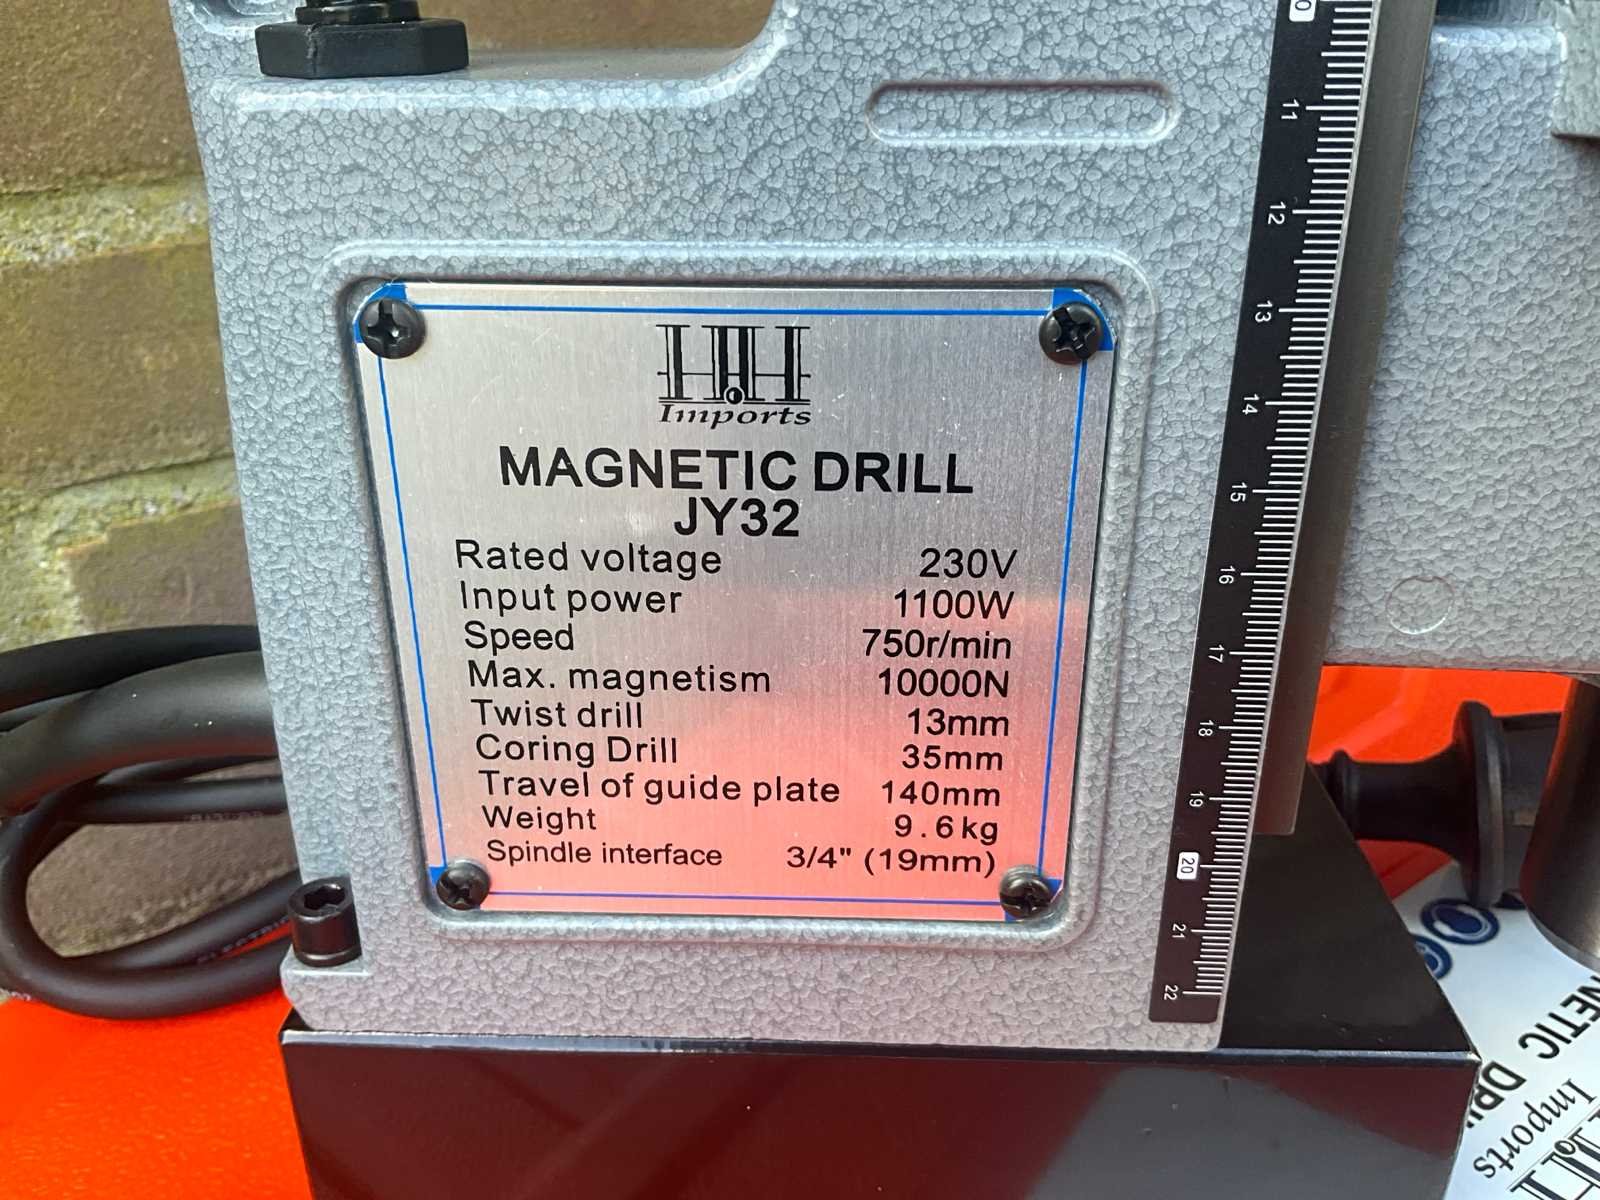 HH
Imports
MAGNETIC DRILL
JY32
Rated voltage 230V
Input power 1100W
Speed 750r/min
Max. magnetism 10000N
Twist drill 13mm
Coring Drill 35mm
Travel of guide plate 140mm
Weight 9.6kg
Spindle interface 3/4" (19mm)
11
12
13
14
15
16
17
18
19
20
21
22
Imports